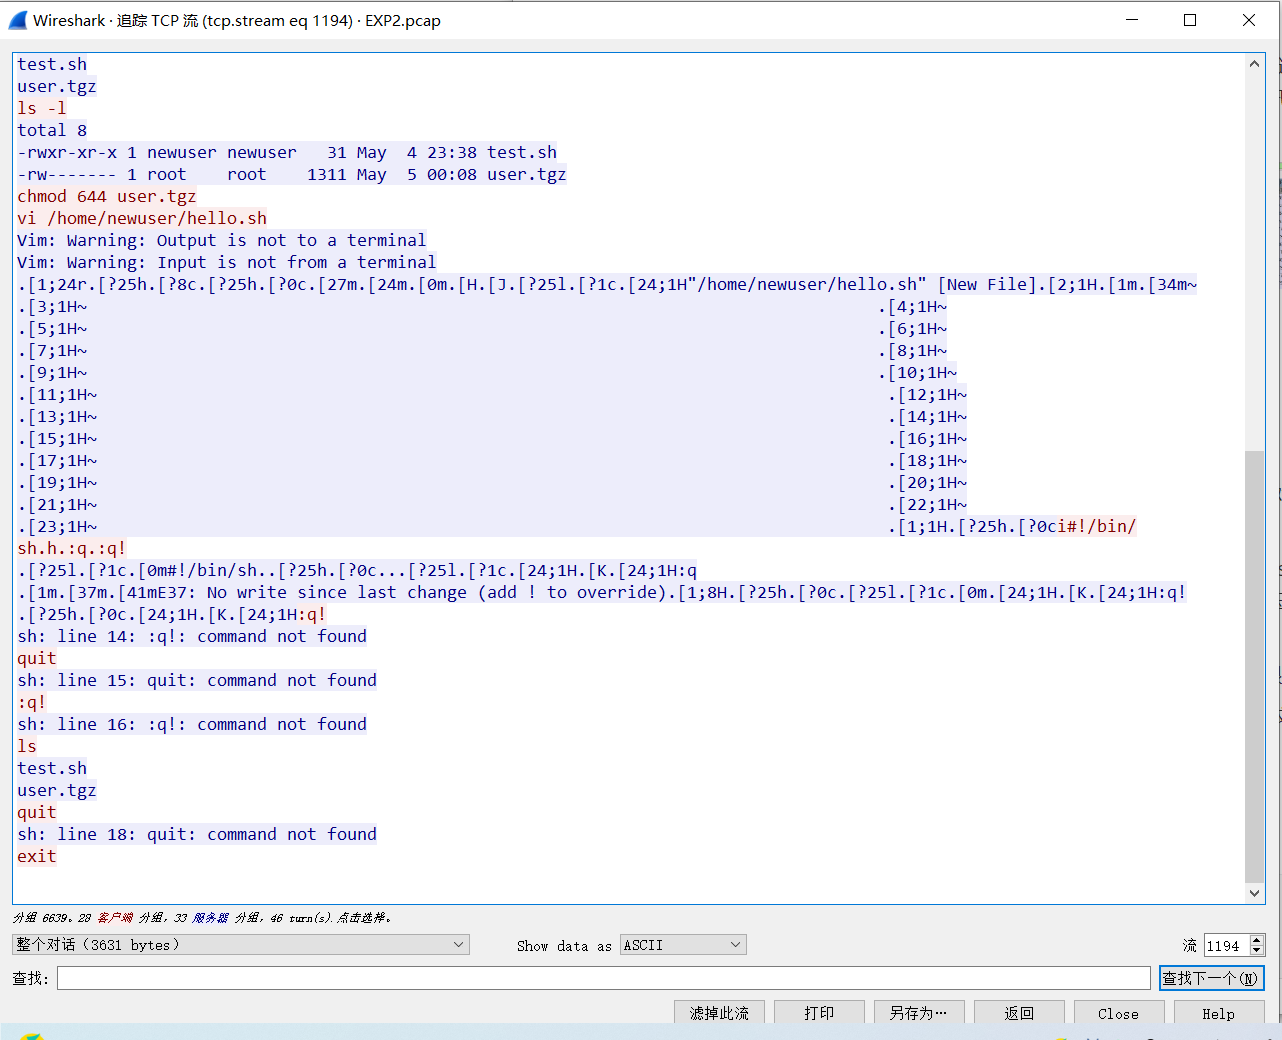 Wireshark · 追踪 TCP 流 (tcp.stream eq 1194) · EXP2.pcap
test.sh
user.tgz
ls -l
total 8
-rwxr-xr-x 1 newuser newuser   31 May  4 23:38 test.sh
-rw------- 1 root    root    1311 May  5 00:08 user.tgz
chmod 644 user.tgz
vi /home/newuser/hello.sh
Vim: Warning: Output is not to a terminal
Vim: Warning: Input is not from a terminal
.[1;24r.[?25h.[?8c.[?25h.[?0c.[27m.[24m.[0m.[H.[J.[?25l.[?1c.[24;1H"/home/newuser/hello.sh" [New File].[2;1H.[1m.[34m~
.[3;1H~ .[4;1H~
.[5;1H~ .[6;1H~
.[7;1H~ .[8;1H~
.[9;1H~ .[10;1H~
.[11;1H~ .[12;1H~
.[13;1H~ .[14;1H~
.[15;1H~ .[16;1H~
.[17;1H~ .[18;1H~
.[19;1H~ .[20;1H~
.[21;1H~ .[22;1H~
.[23;1H~ .[1;1H.[?25h.[?0ci#!/bin/
sh.h.:q.:q!
.[?25l.[?1c.[0m#!/bin/sh..[?25h.[?0c...[?25l.[?1c.[24;1H.[K.[24;1H:q
.[1m.[37m.[41mE37: No write since last change (add ! to override).[1;8H.[?25h.[?0c.[?25l.[?1c.[0m.[24;1H.[K.[24;1H:q!
.[?25h.[?0c.[24;1H.[K.[24;1H:q!
sh: line 14: :q!: command not found
quit
sh: line 15: quit: command not found
:q!
sh: line 16: :q!: command not found
ls
test.sh
user.tgz
quit
sh: line 18: quit: command not found
exit
分组 6639。28 客户端 分组，33 服务器 分组，46 turn(s).点击选择。
整个对话（3631 bytes） Show data as ASCII 流 1194
查找: 查找下一个(N)
滤掉此流 打印 另存为… 返回 Close Help